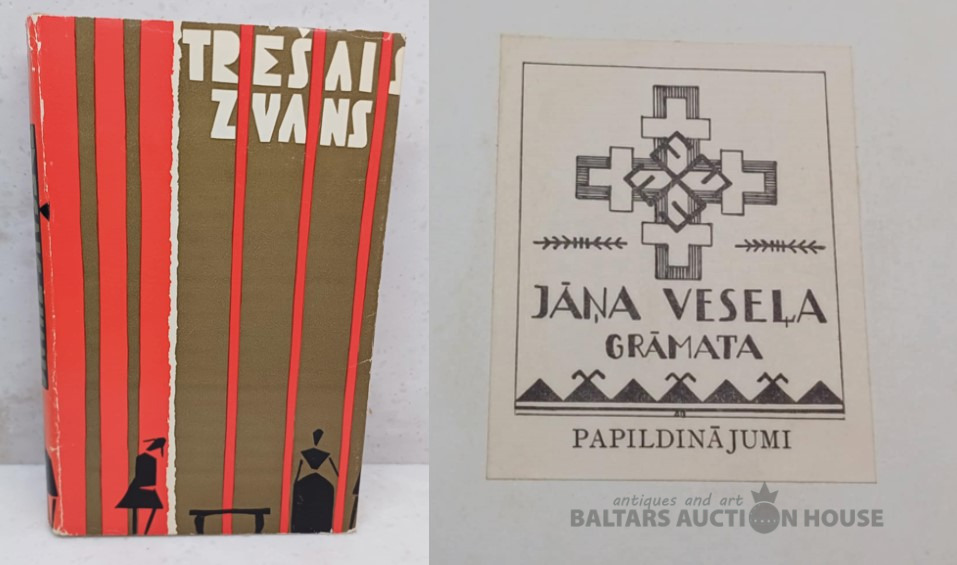 TREŠAIS
ZVANS
JĀŅA VESEĻA
GRĀMATA
PAPILDINĀJUMI
antiques and art
BALTARS AUCTION HOUSE